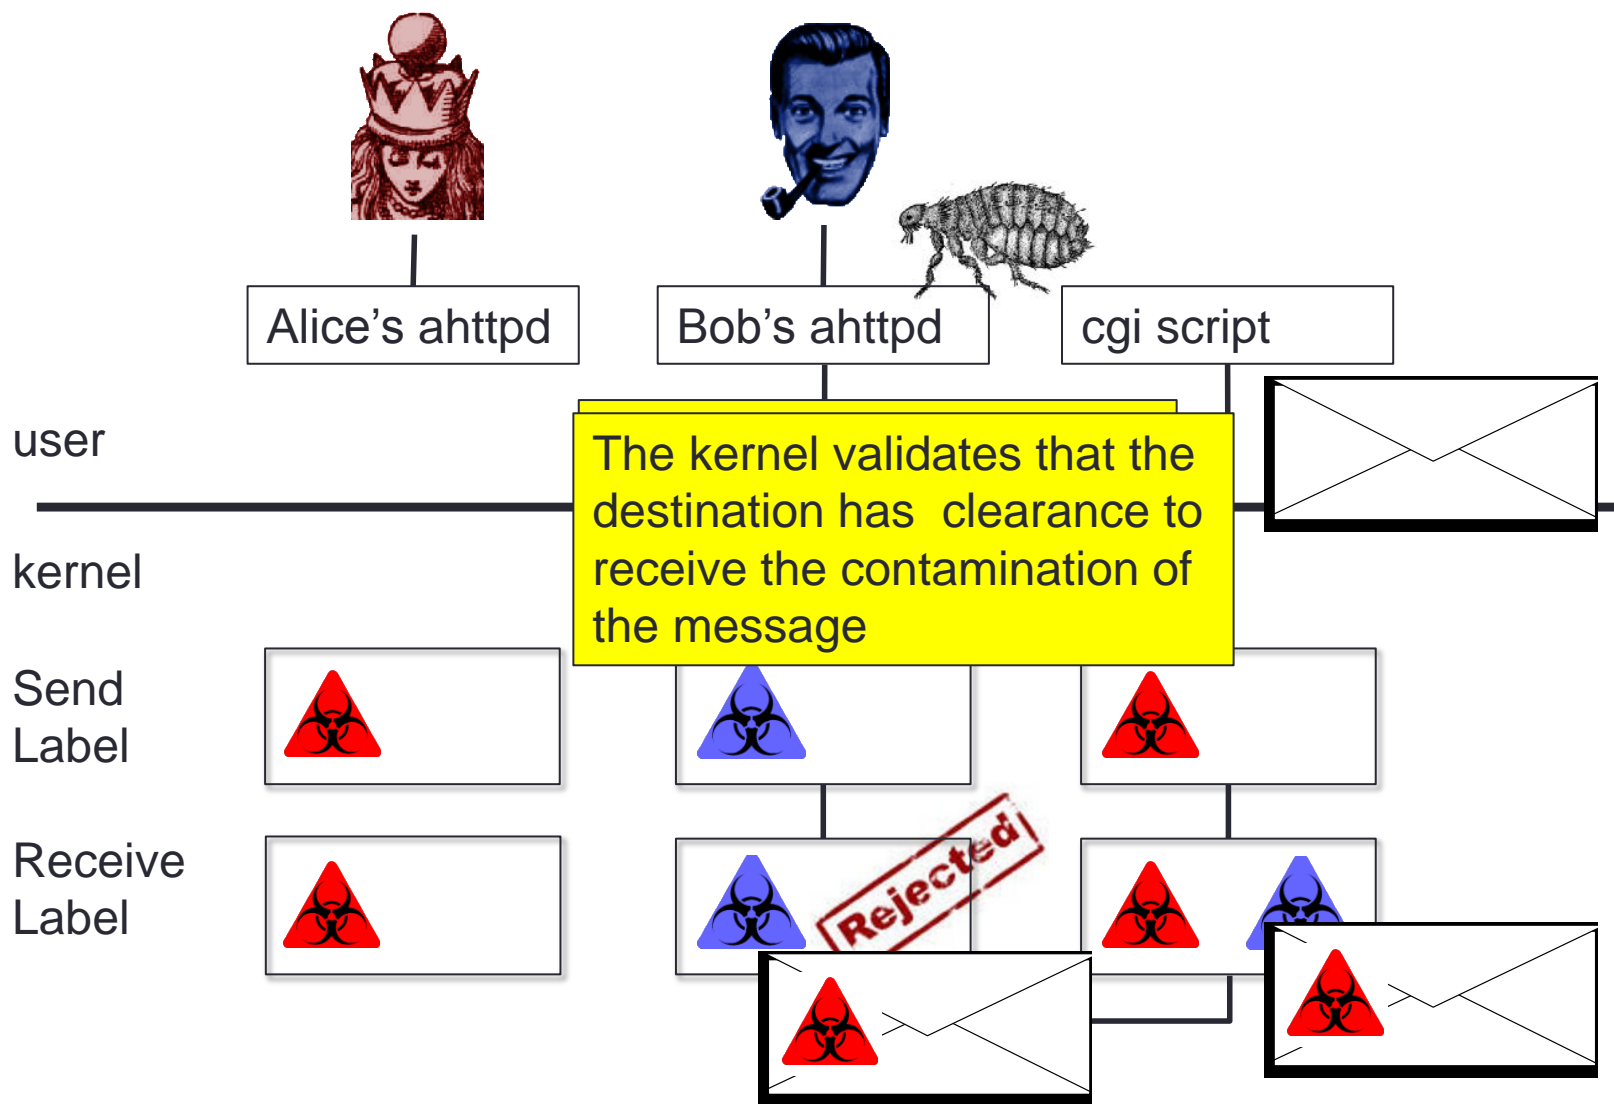 Alice’s ahttpd
Bob’s ahttpd
cgi script
user
The kernel validates that the
destination has  clearance to
receive the contamination of
the message
kernel
Send
Label
Receive
Label
Rejected